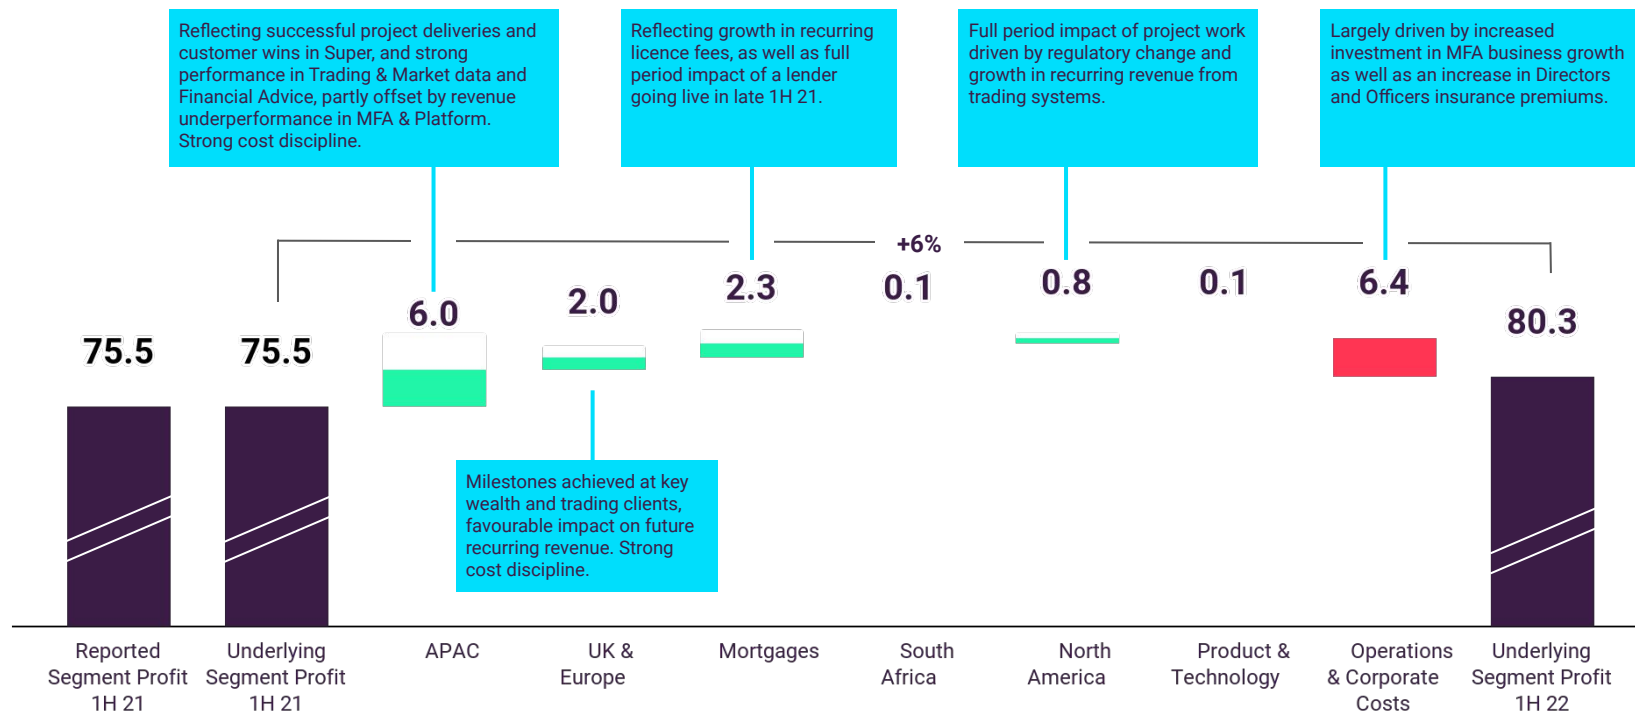 Reflecting successful project deliveries and
customer wins in Super, and strong
performance in Trading & Market data and
Financial Advice, partly offset by revenue
underperformance in MFA & Platform.
Strong cost discipline.
Reflecting growth in recurring
licence fees, as well as full
period impact of a lender
going live in late 1H 21.
Full period impact of project work
driven by regulatory change and
growth in recurring revenue from
trading systems.
Largely driven by increased
investment in MFA business growth
as well as an increase in Directors
and Officers insurance premiums.
+6%
75.5
75.5
6.0
2.0
2.3
0.1
0.8
0.1
6.4
80.3
Milestones achieved at key
wealth and trading clients,
favourable impact on future
recurring revenue. Strong
cost discipline.
Reported
Segment Profit
1H 21
Underlying
Segment Profit
1H 21
APAC
UK &
Europe
Mortgages
South
Africa
North
America
Product &
Technology
Operations
& Corporate
Costs
Underlying
Segment Profit
1H 22